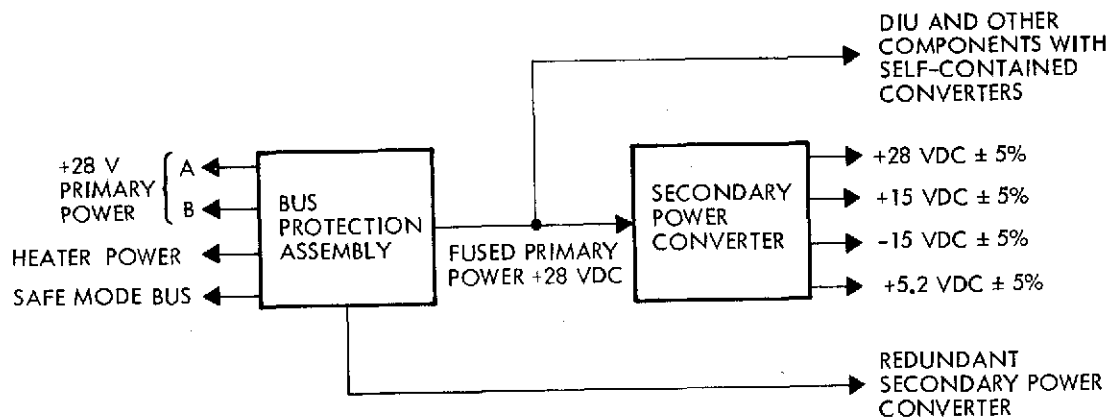 DIU AND OTHER
COMPONENTS WITH
SELF-CONTAINED
CONVERTERS
+28 V
PRIMARY
POWER
A
B
HEATER POWER
SAFE MODE BUS
BUS
PROTECTION
ASSEMBLY
FUSED PRIMARY
POWER +28 VDC
SECONDARY
POWER
CONVERTER
+28 VDC ± 5%
+15 VDC ± 5%
-15 VDC ± 5%
+5.2 VDC ± 5%
REDUNDANT
SECONDARY POWER
CONVERTER